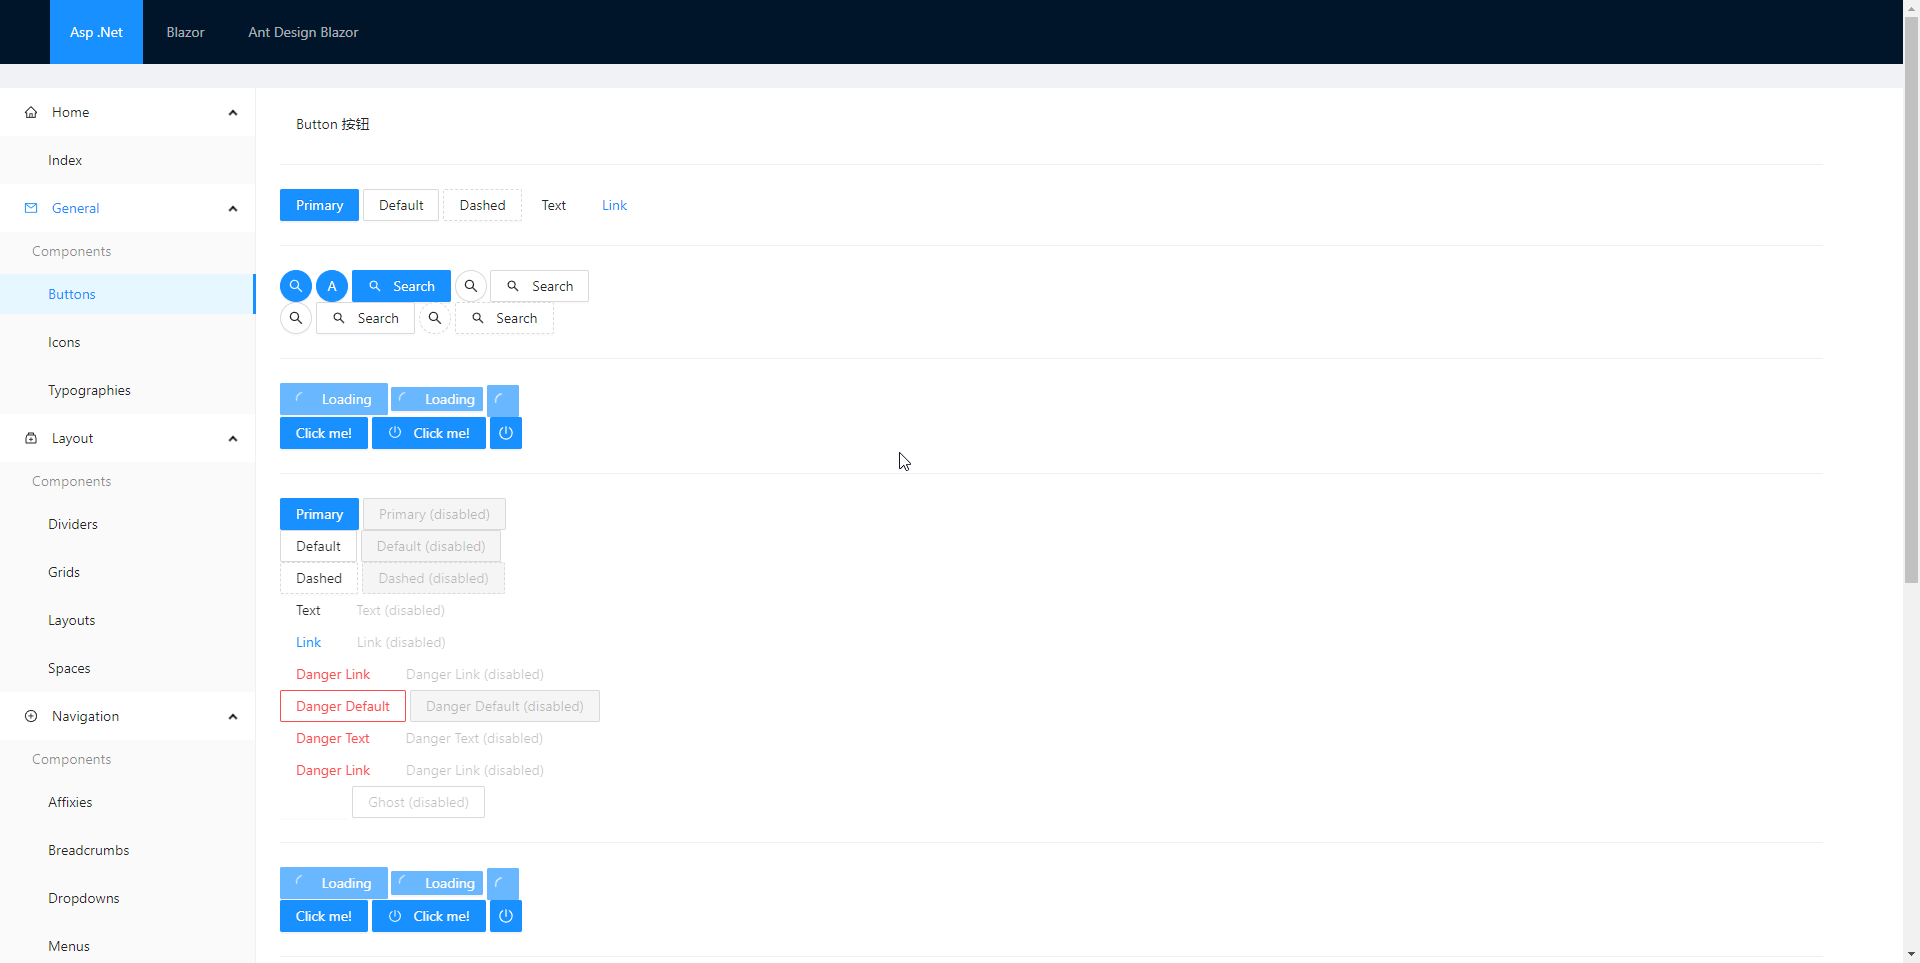 Asp .Net Blazor Ant Design Blazor
Home
Index
General
Components
Buttons
Icons
Typographies
Layout
Components
Dividers
Grids
Layouts
Spaces
Navigation
Components
Affixies
Breadcrumbs
Dropdowns
Menus
Button 按钮
Primary Default Dashed Text Link
A Search Search
Search Search
Loading Loading
Click me! Click me!
Primary Primary (disabled)
Default Default (disabled)
Dashed Dashed (disabled)
Text Text (disabled)
Link Link (disabled)
Danger Link Danger Link (disabled)
Danger Default Danger Default (disabled)
Danger Text Danger Text (disabled)
Danger Link Danger Link (disabled)
Ghost (disabled)
Loading Loading
Click me! Click me!